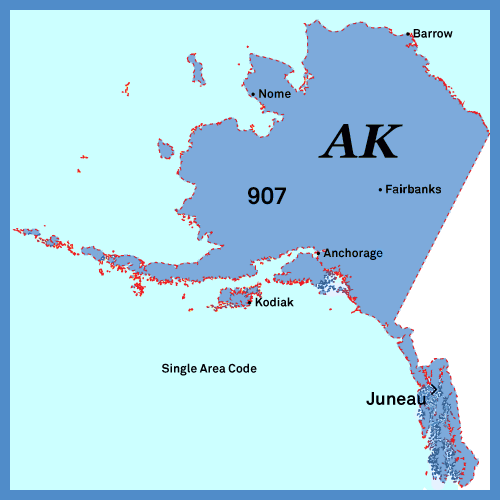 Barrow
Nome
AK
Fairbanks
907
Anchorage
Kodiak
Single Area Code
Juneau